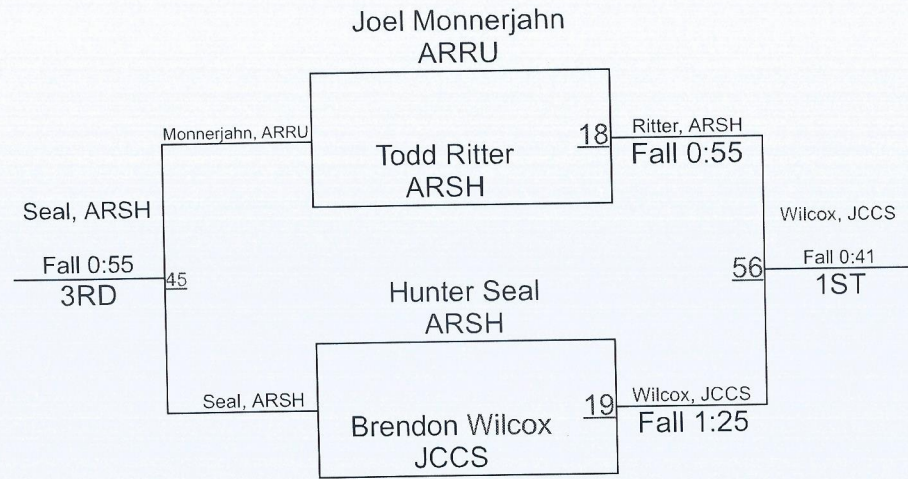 Joel Monnerjahn
ARRU
Monnerjahn, ARRU
18
Ritter, ARSH
Fall 0:55
Todd Ritter
ARSH
Seal, ARSH
Wilcox, JCCS
Fall 0:55
45
3RD
56
Fall 0:41
1ST
Hunter Seal
ARSH
Seal, ARSH
19
Wilcox, JCCS
Fall 1:25
Brendon Wilcox
JCCS